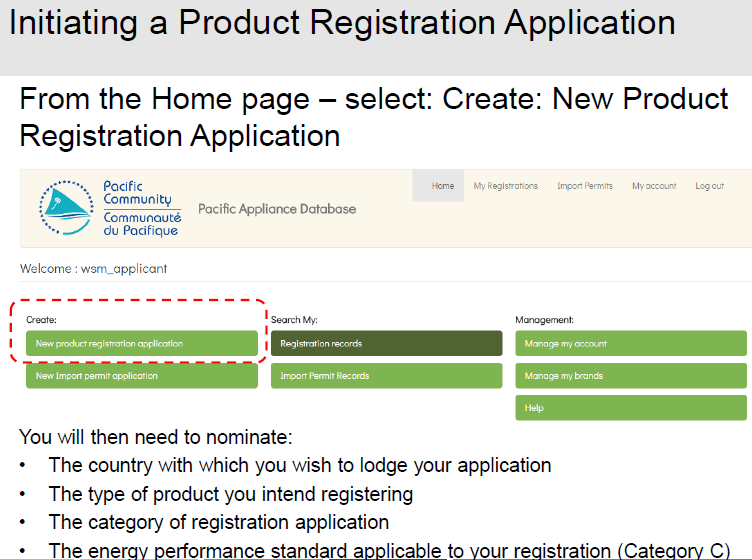 Initiating a Product Registration Application
From the Home page – select: Create: New Product
Registration Application
Pacific
Community
Communauté
du Pacifique
Pacific Appliance Database
Home My Registrations Import Permits My account Log out
Welcome : wsm_applicant
Create: Search My: Management:
New product registration application Registration records Manage my account
New Import permit application Import Permit Records Manage my brands
Help
You will then need to nominate:
• The country with which you wish to lodge your application
• The type of product you intend registering
• The category of registration application
• The energy performance standard applicable to your registration (Category C)